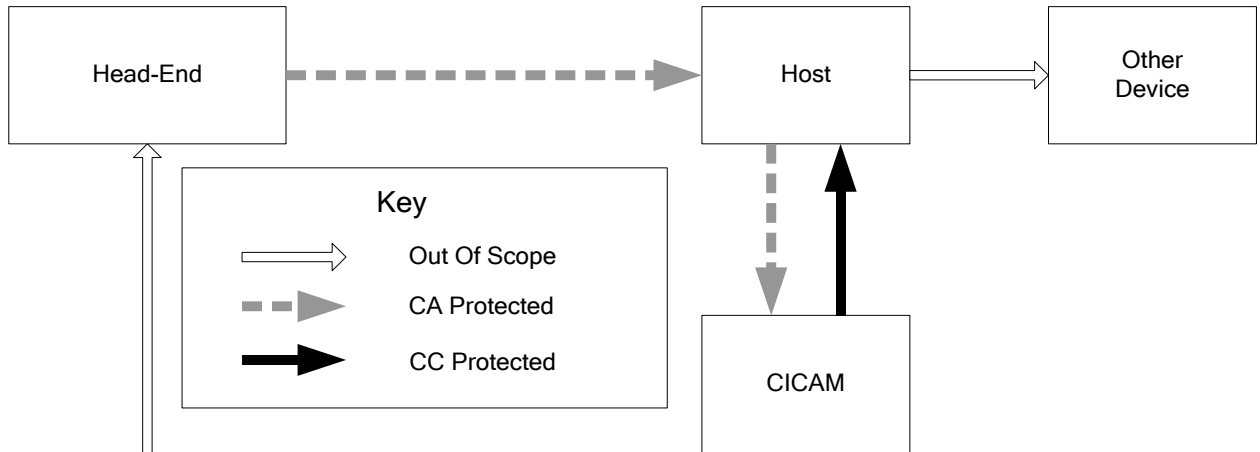 Head-End
Host
Other
Device
Key
Out Of Scope
CA Protected
CC Protected
CICAM